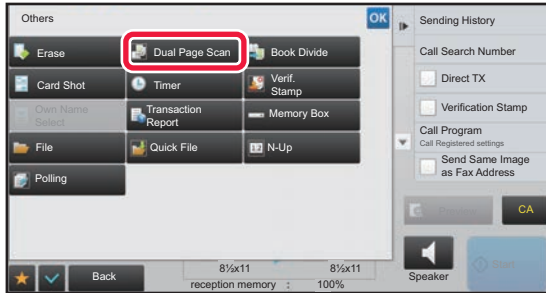 Others
OK
Erase
Dual Page Scan
Book Divide
Card Shot
Timer
Verif.
Stamp
Own Name
Select
Transaction
Report
Memory Box
File
Quick File
N-Up
Polling
Back
8½x11
8½x11
reception memory :
100%
Sending History
Call Search Number
Direct TX
Verification Stamp
Call Program
Call Registered settings
Send Same Image
as Fax Address
Preview
CA
Speaker
Start